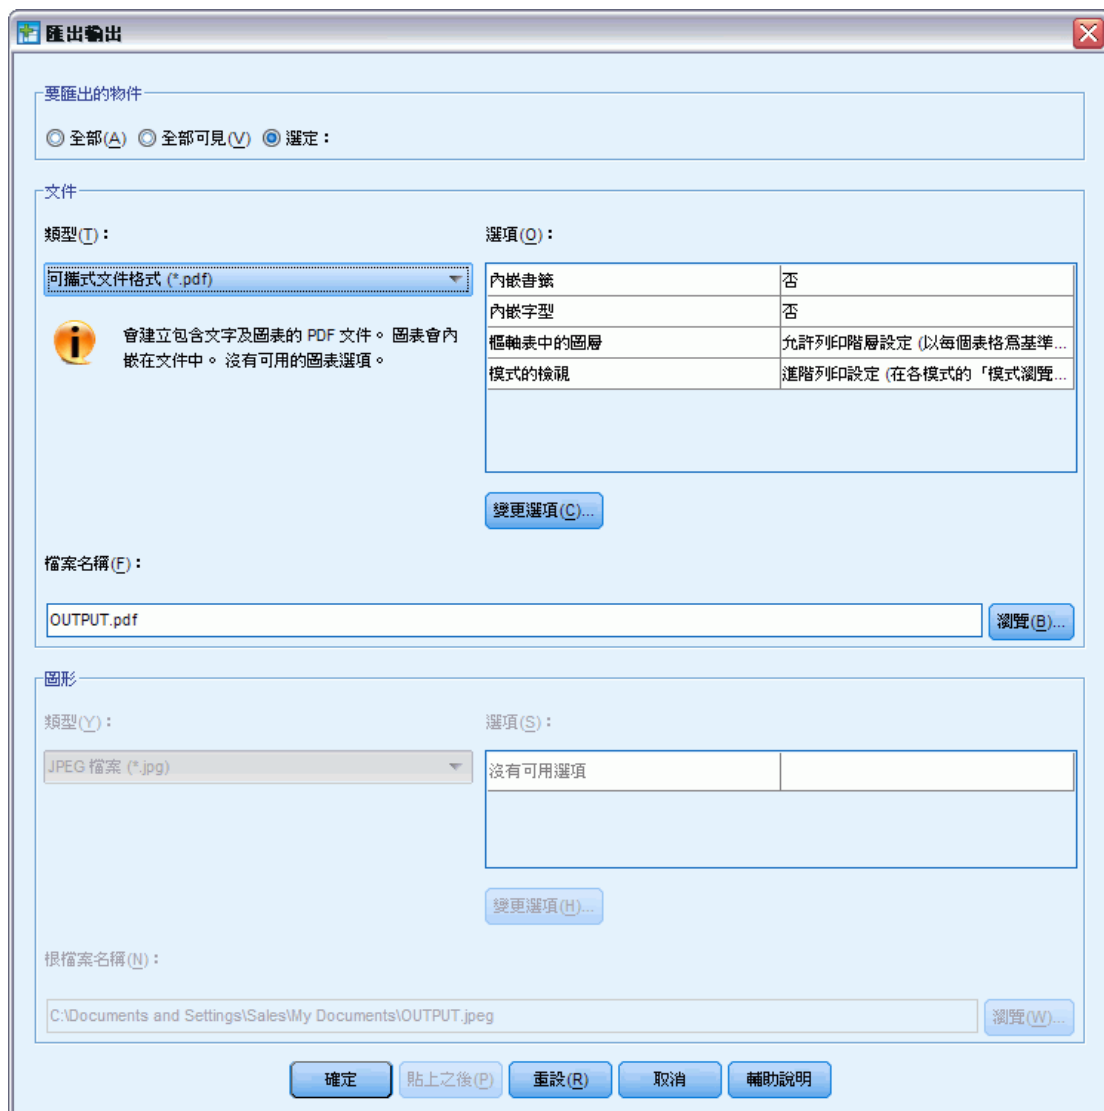 匯出輸出
要匯出的物件
全部(A) 全部可見(V) 選定：
文件
類型(T)： 選項(O)：
可攜式文件格式 (*.pdf)
內嵌書籤 否
內嵌字型 否
樞軸表中的圖層 允許列印階層設定 (以每個表格為基準...
模式的檢視 進階列印設定 (在各模式的「模式瀏覽...
會建立包含文字及圖表的 PDF 文件。 圖表會內
嵌在文件中。 沒有可用的圖表選項。
變更選項(C)...
檔案名稱(F)：
OUTPUT.pdf 瀏覽(B)...
圖形
類型(Y)： 選項(S)：
JPEG 檔案 (*.jpg)
沒有可用選項
變更選項(H)...
根檔案名稱(N)：
C:\Documents and Settings\Sales\My Documents\OUTPUT.jpeg 瀏覽(W)...
確定 貼上之後(P) 重設(R) 取消 輔助說明